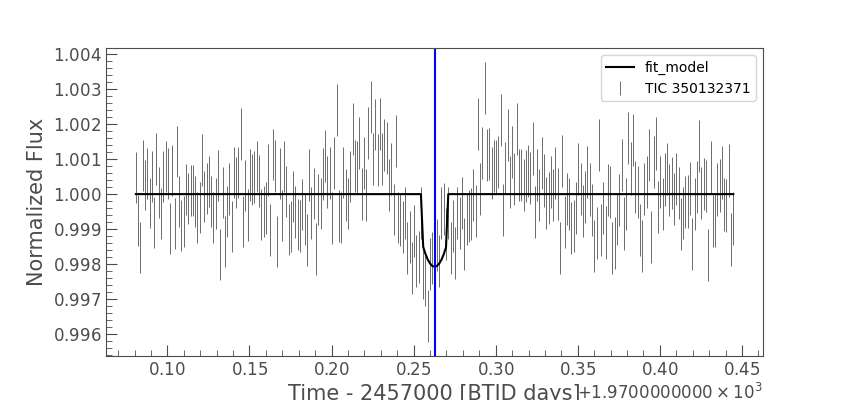 1.004
1.003
1.002
1.001
1.000
0.999
0.998
0.997
0.996
Normalized Flux
fit_model
TIC 350132371
0.10 0.15 0.20 0.25 0.30 0.35 0.40 0.45
Time - 2457000 [BTJD days]
+1.9700000000×10³